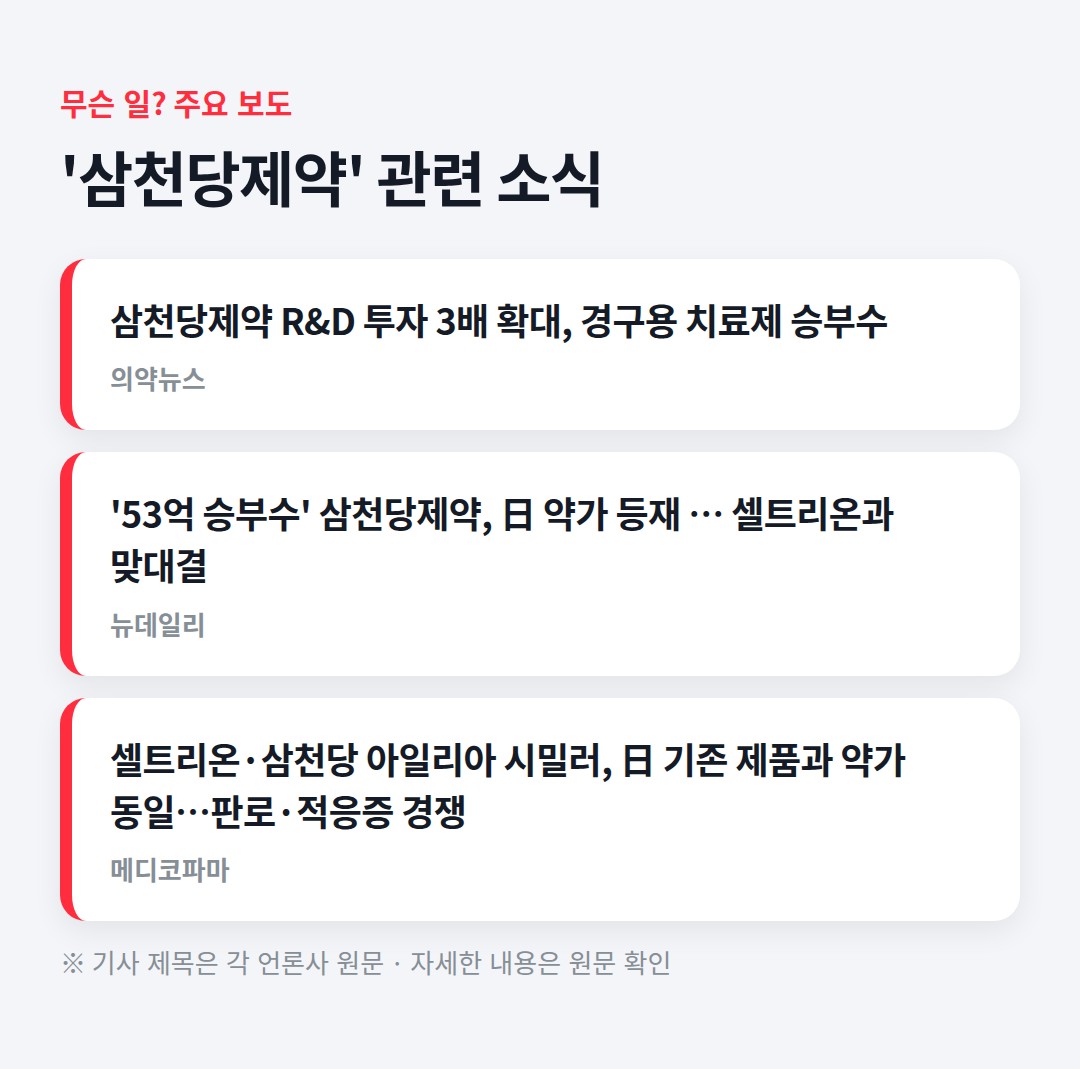 무슨 일? 주요 보도
'삼천당제약' 관련 소식
삼천당제약 R&D 투자 3배 확대, 경구용 치료제 승부수
의약뉴스
'53억 승부수' 삼천당제약, 日 약가 등재 … 셀트리온과
맞대결
뉴데일리
셀트리온·삼천당 아일리아 시밀러, 日 기존 제품과 약가
동일…판로·적응증 경쟁
메디코파마
※ 기사 제목은 각 언론사 원문 · 자세한 내용은 원문 확인